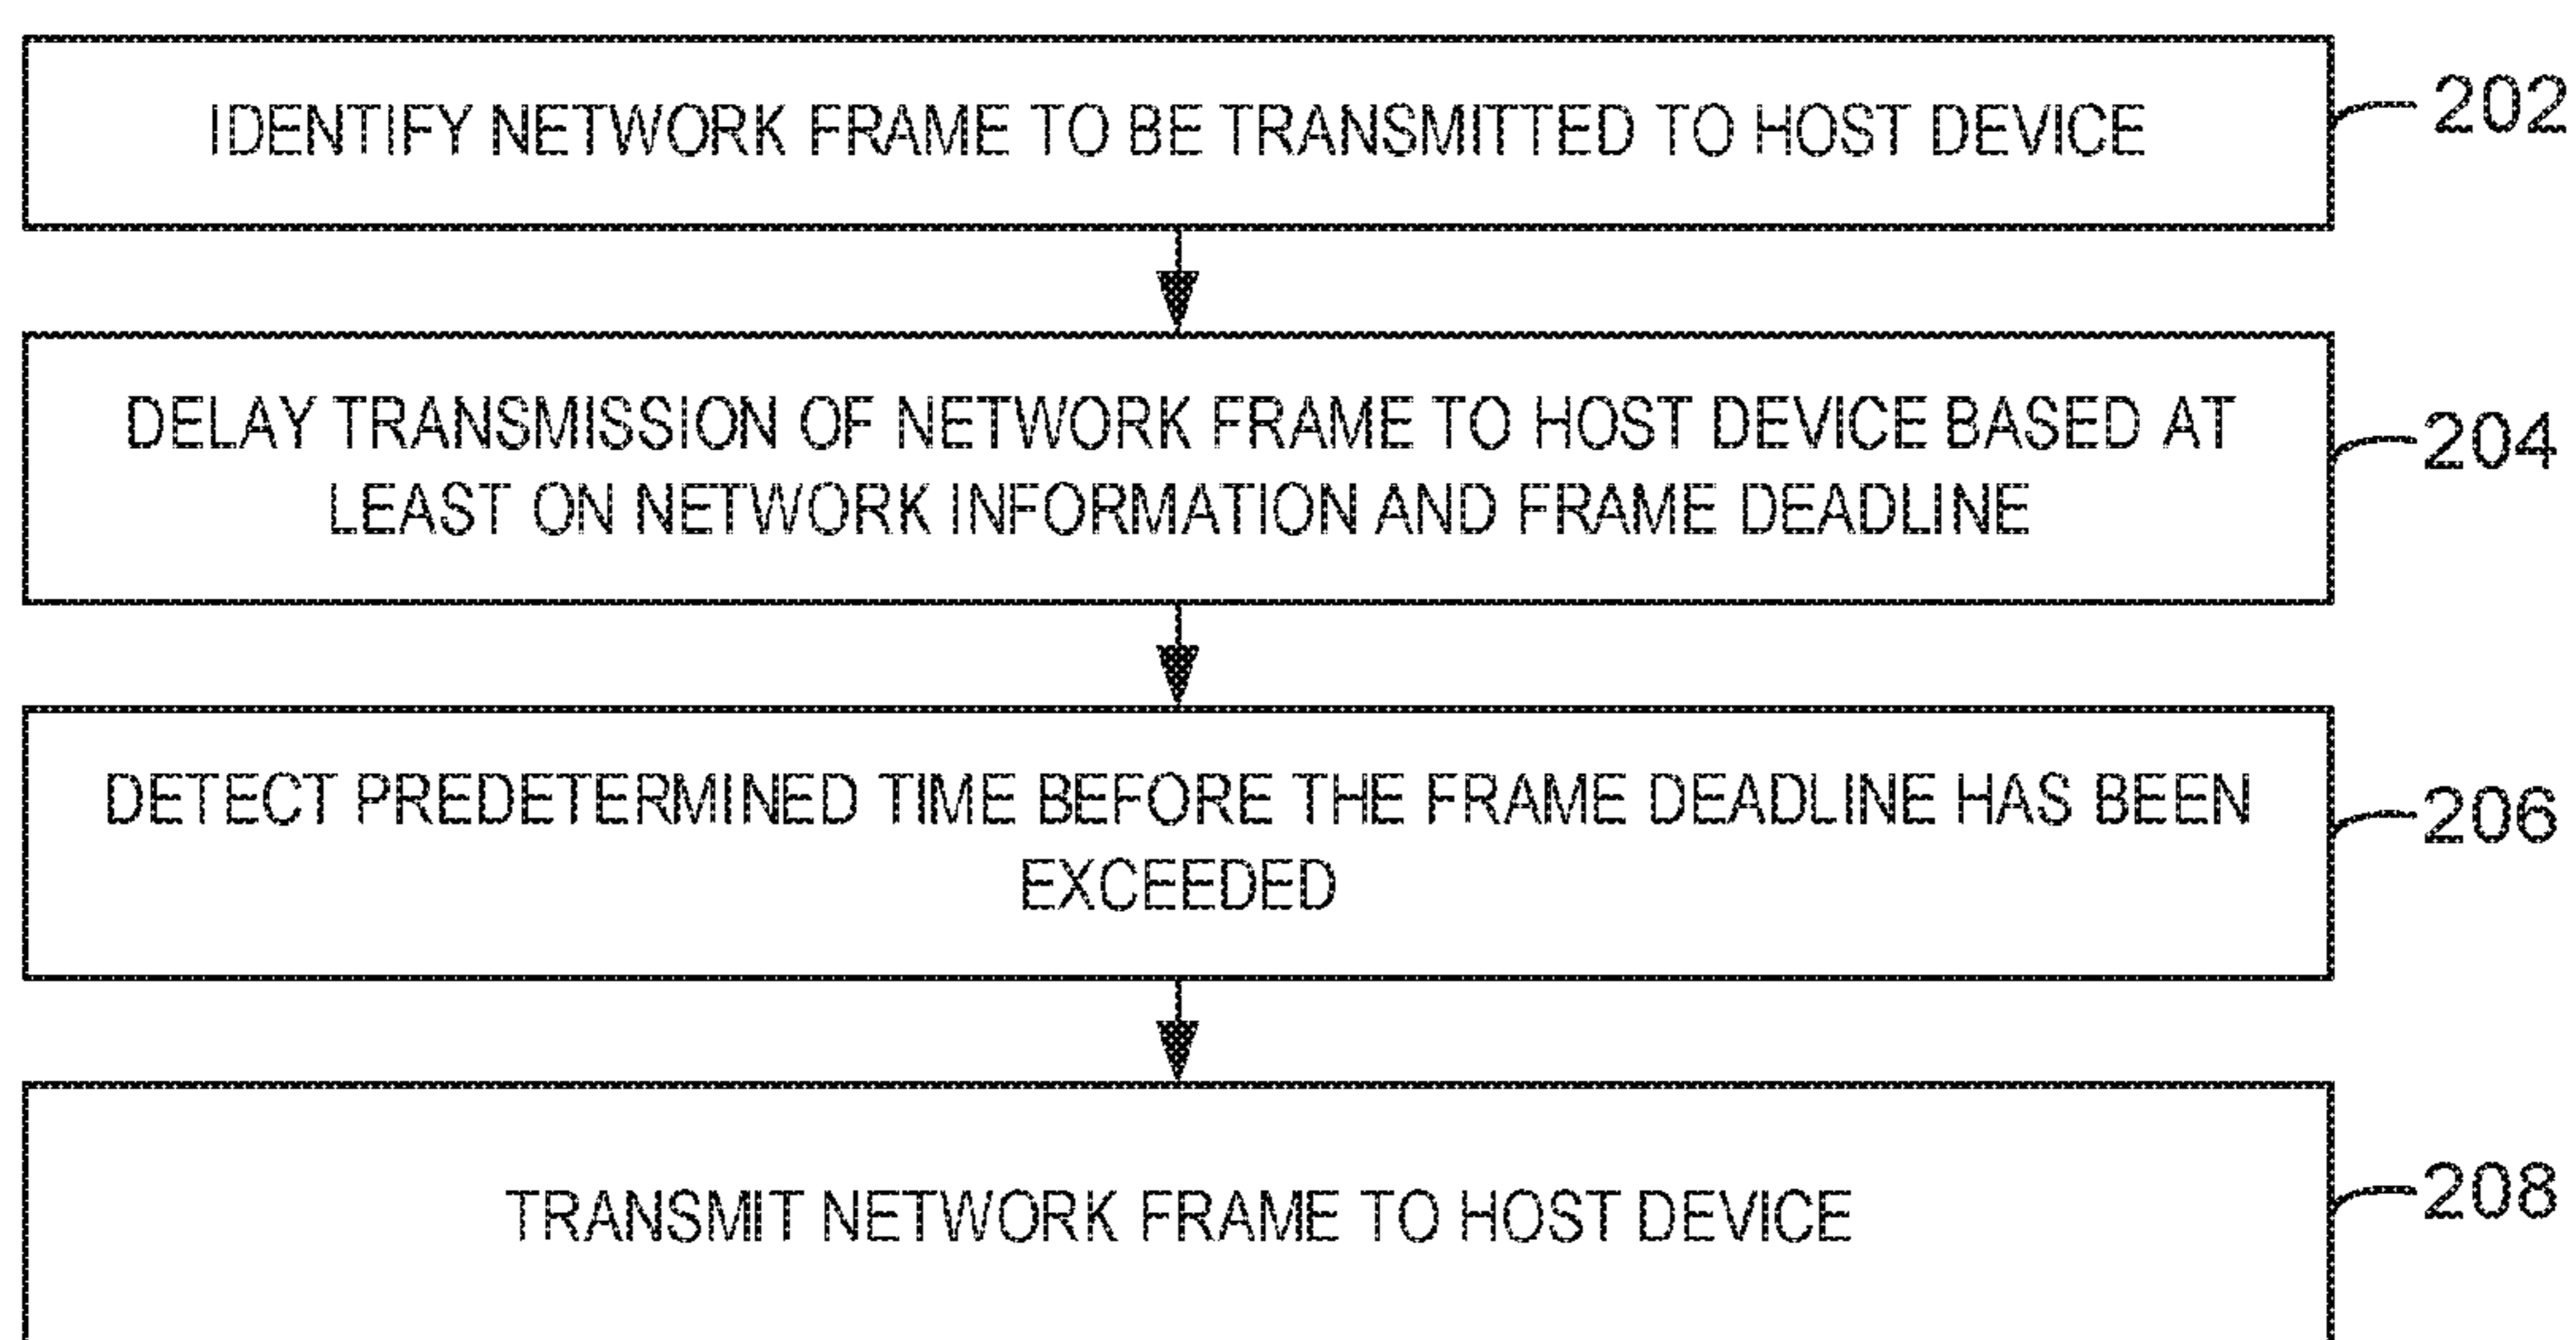 IDENTIFY NETWORK FRAME TO BE TRANSMITTED TO HOST DEVICE
202
DELAY TRANSMISSION OF NETWORK FRAME TO HOST DEVICE BASED AT
LEAST ON NETWORK INFORMATION AND FRAME DEADLINE
204
DETECT PREDETERMINED TIME BEFORE THE FRAME DEADLINE HAS BEEN
EXCEEDED
206
TRANSMIT NETWORK FRAME TO HOST DEVICE
208